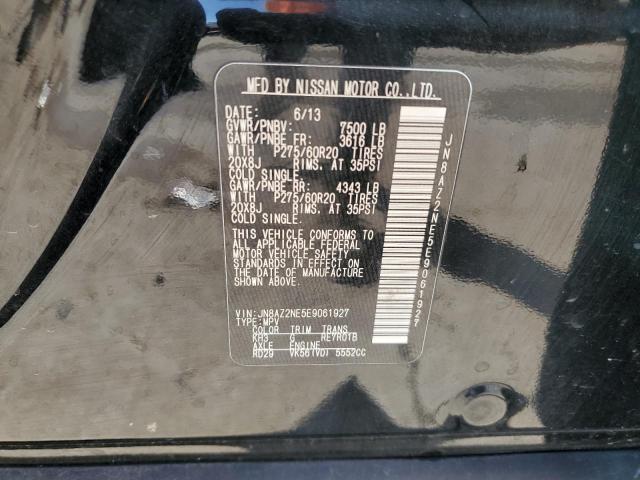 MFD BY NISSAN MOTOR CO.,LTD.
DATE: 6/13
GVWR/PNBV: 7500 LB
GAWR/PNBE FR: 3616 LB
WITH P275/60R20 TIRES
20X8J RIMS, AT 35PSI
COLD SINGLE.
GAWR/PNBE RR: 4343 LB
WITH P275/60R20 TIRES
20X8J RIMS, AT 35PSI
COLD SINGLE.
THIS VEHICLE CONFORMS TO
ALL APPLICABLE FEDERAL
MOTOR VEHICLE SAFETY
STANDARDS IN EFFECT ON
THE DATE OF MANUFACTURE
SHOWN ABOVE.
VIN: JN8AZ2NE5E9061927
TYPE: MPV
COLOR TRIM TRANS
KH3 G RE7R01B
AXLE ENGINE
RD29 VK56(VD) 5552CC
JN8AZ2NE5E9061927